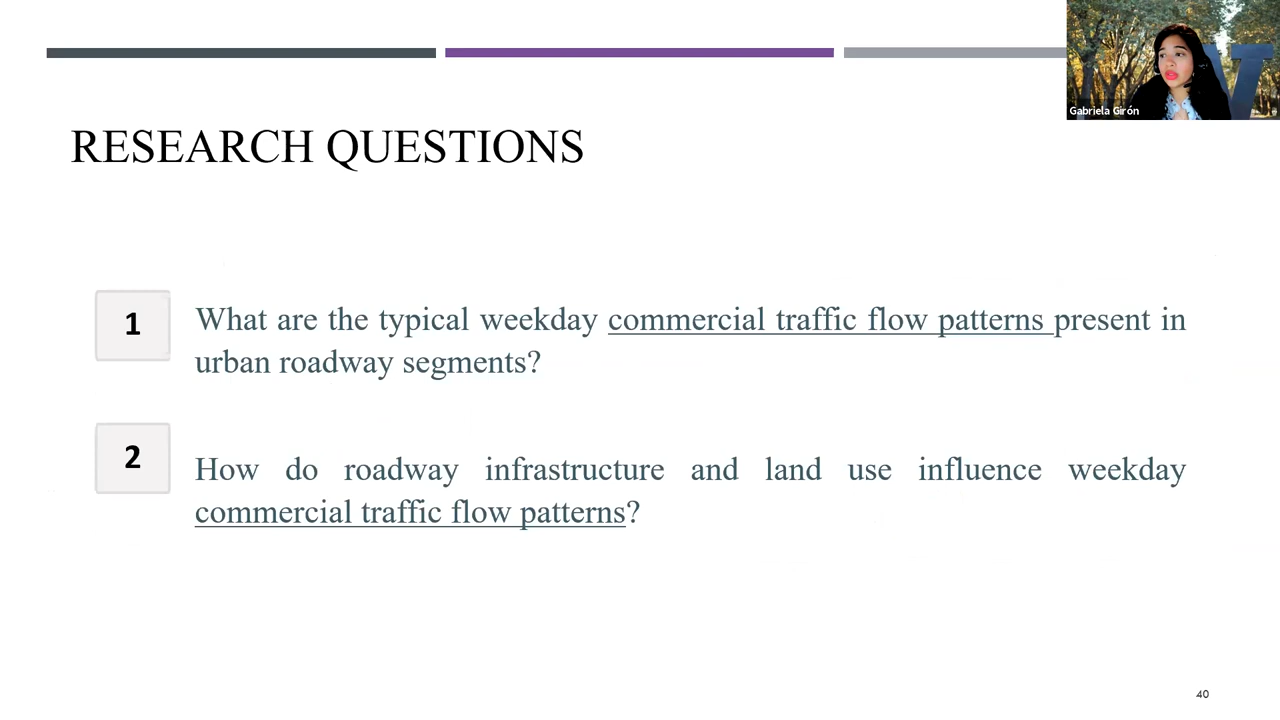 Gabriela Girón
RESEARCH QUESTIONS
1
What are the typical weekday commercial traffic flow patterns present in
urban roadway segments?
2
How do roadway infrastructure and land use influence weekday
commercial traffic flow patterns?
40